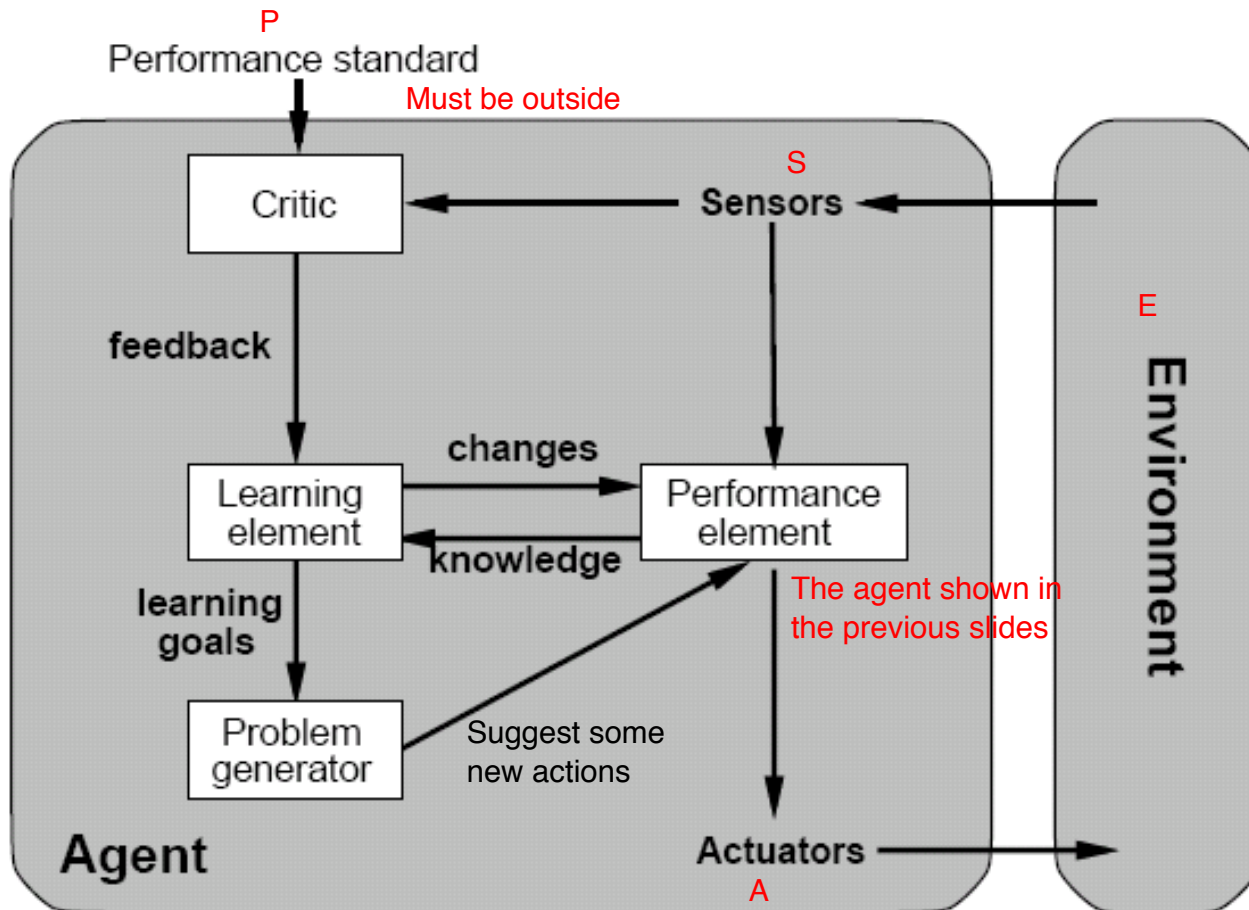 P
Performance standard
Must be outside
Critic
S
Sensors
E
feedback
Environment
changes
Learning
element
Performance
element
knowledge
The agent shown in
the previous slides
learning
goals
Problem
generator
Suggest some
new actions
Agent
Actuators
A